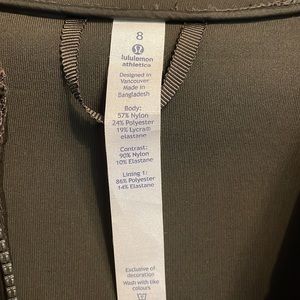 8
lululemon
athletica
Designed in
Vancouver
Made in
Bangladesh
Body:
57% Nylon
24% Polyester
19% Lycra®
elastane
Contrast:
90% Nylon
10% Elastane
Lining 1:
86% Polyester
14% Elastane
Exclusive of
decoration
Wash with like
colours